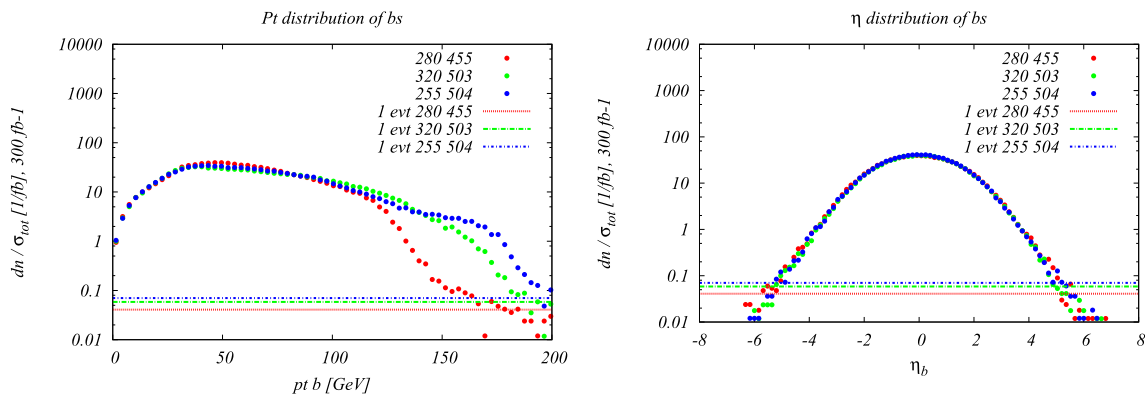 Pt distribution of bs
10000
1000
100
10
1
0.1
0.01
dn / σtot [1/fb], 300 fb-1
280 455
320 503
255 504
1 evt 280 455
1 evt 320 503
1 evt 255 504
0 50 100 150 200
pt b [GeV]
η distribution of bs
10000
1000
100
10
1
0.1
0.01
dn / σtot [1/fb], 300 fb-1
280 455
320 503
255 504
1 evt 280 455
1 evt 320 503
1 evt 255 504
-8 -6 -4 -2 0 2 4 6 8
ηb